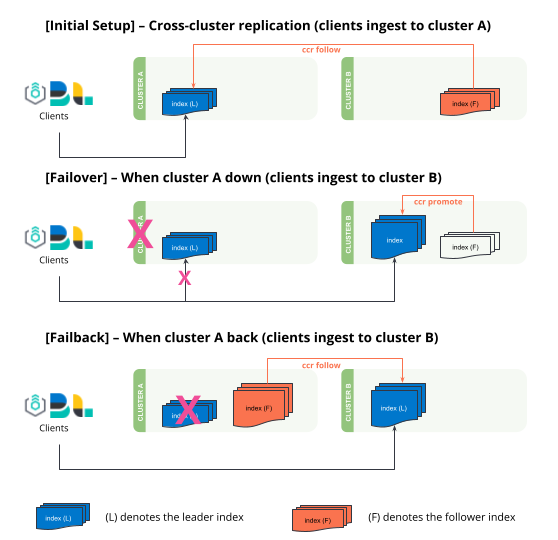 [Initial Setup] – Cross-cluster replication (clients ingest to cluster A)
ccr follow
CLUSTER A
index (L)
CLUSTER B
index (F)
Clients
[Failover] – When cluster A down (clients ingest to cluster B)
ccr promote
CLUSTER A
X
index (L)
CLUSTER B
index
index (F)
Clients
X
[Failback] – When cluster A back (clients ingest to cluster B)
ccr follow
CLUSTER A
index (L)
X
index (F)
CLUSTER B
index (L)
Clients
index (L)
(L) denotes the leader index
index (F)
(F) denotes the follower index